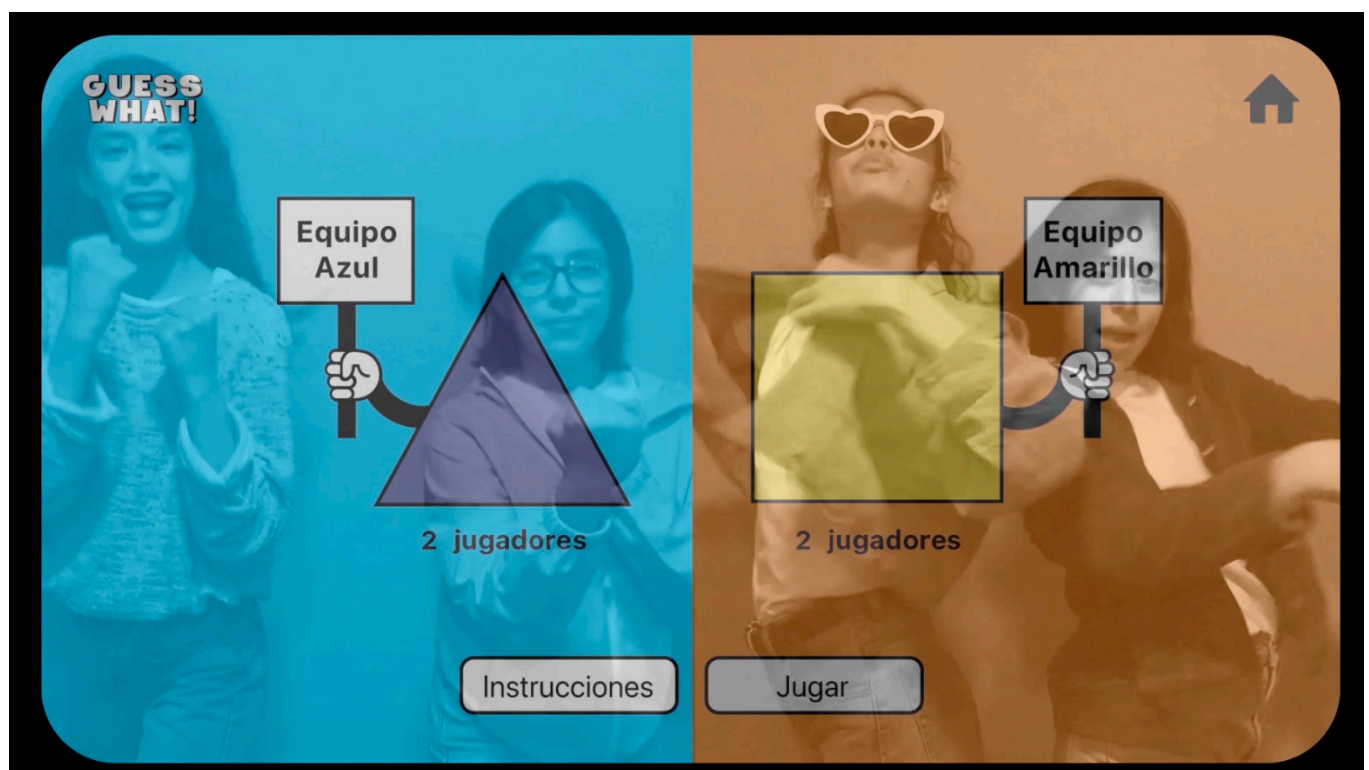 GUESS
WHAT!
Equipo
Azul
Equipo
Amarillo
2 jugadores
2 jugadores
Instrucciones
Jugar